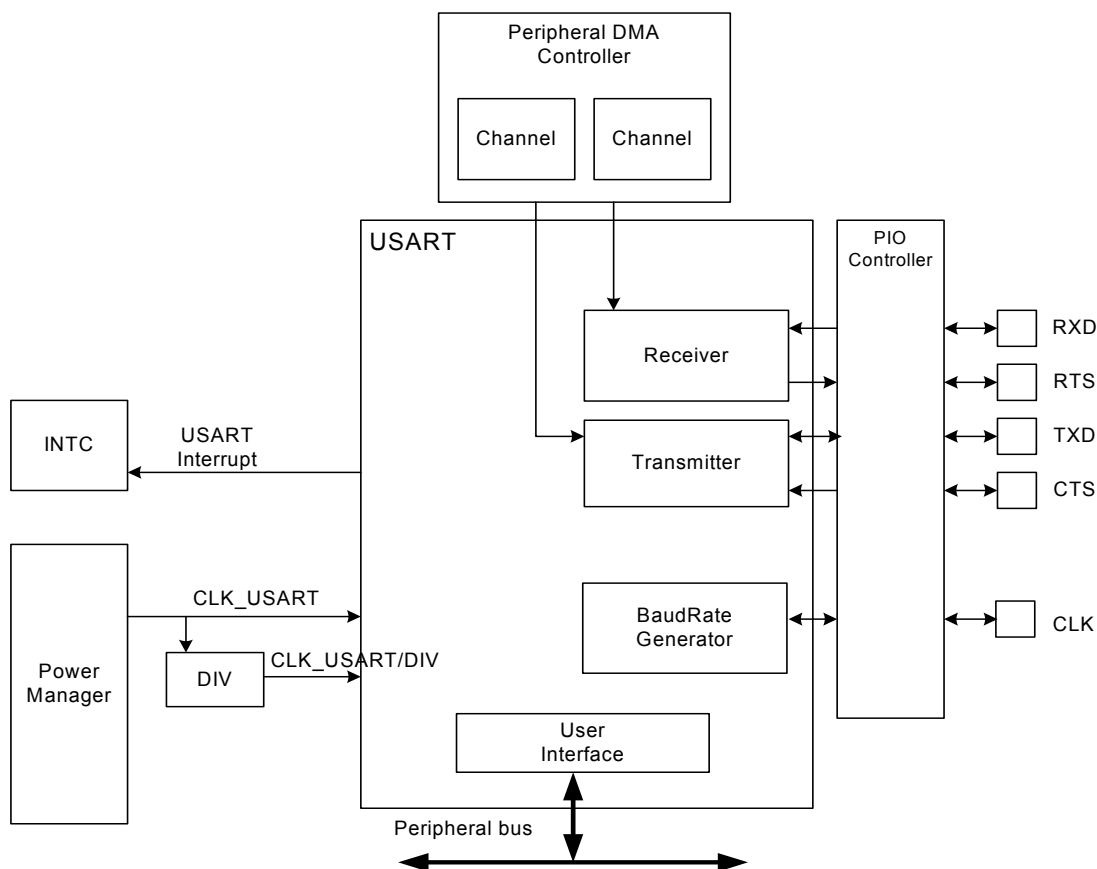 Peripheral DMA
Controller
Channel
Channel
USART
PIO
Controller
Receiver
RXD
RTS
INTC
USART
Interrupt
Transmitter
TXD
CTS
CLK_USART
BaudRate
Generator
CLK
Power
Manager
DIV
CLK_USART/DIV
User
Interface
Peripheral bus